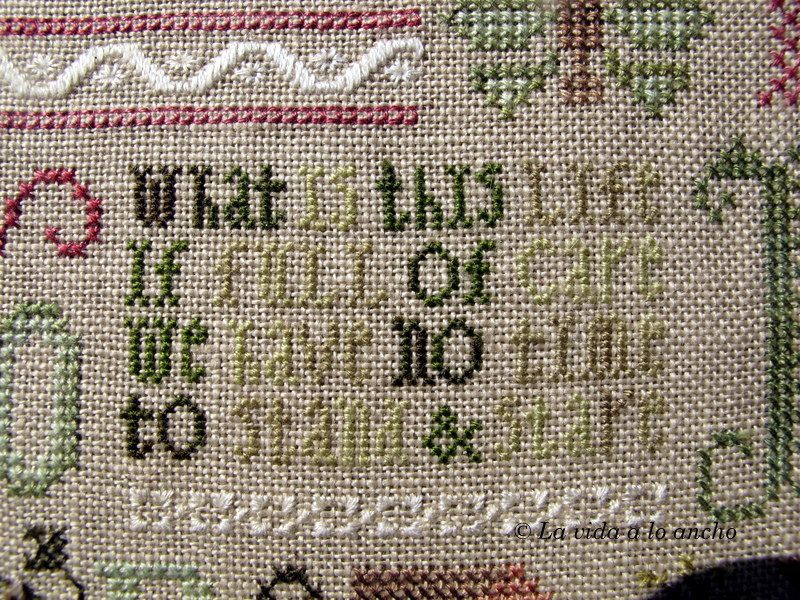 What IS thIS LIfe
If fULL Of Care
we have no time
to stand & stare
© La vida a lo ancho